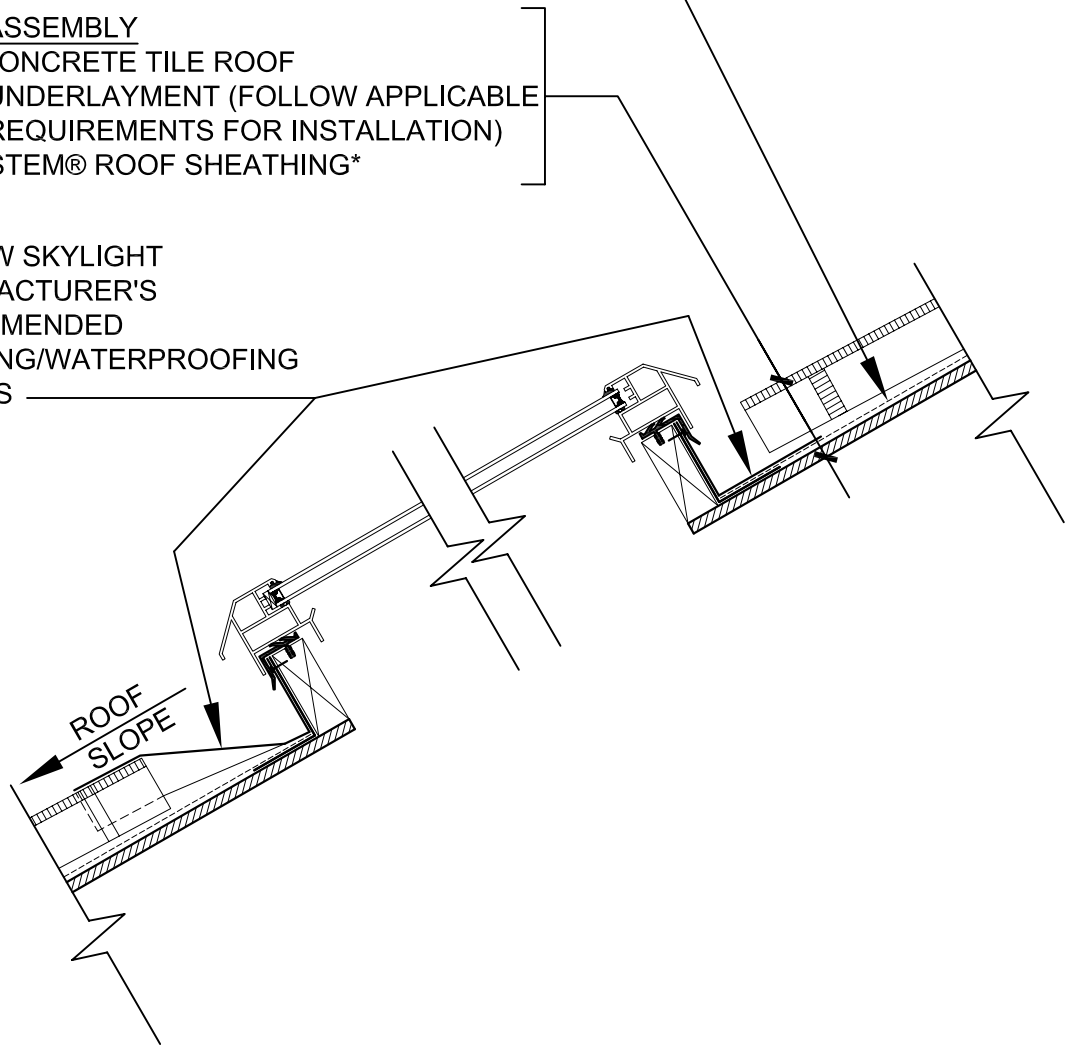 ASSEMBLY
CONCRETE TILE ROOF
UNDERLAYMENT (FOLLOW APPLICABLE
REQUIREMENTS FOR INSTALLATION)
STEM® ROOF SHEATHING*
W SKYLIGHT
ACTURER'S
MENDED
NG/WATERPROOFING
S
ROOF
SLOPE